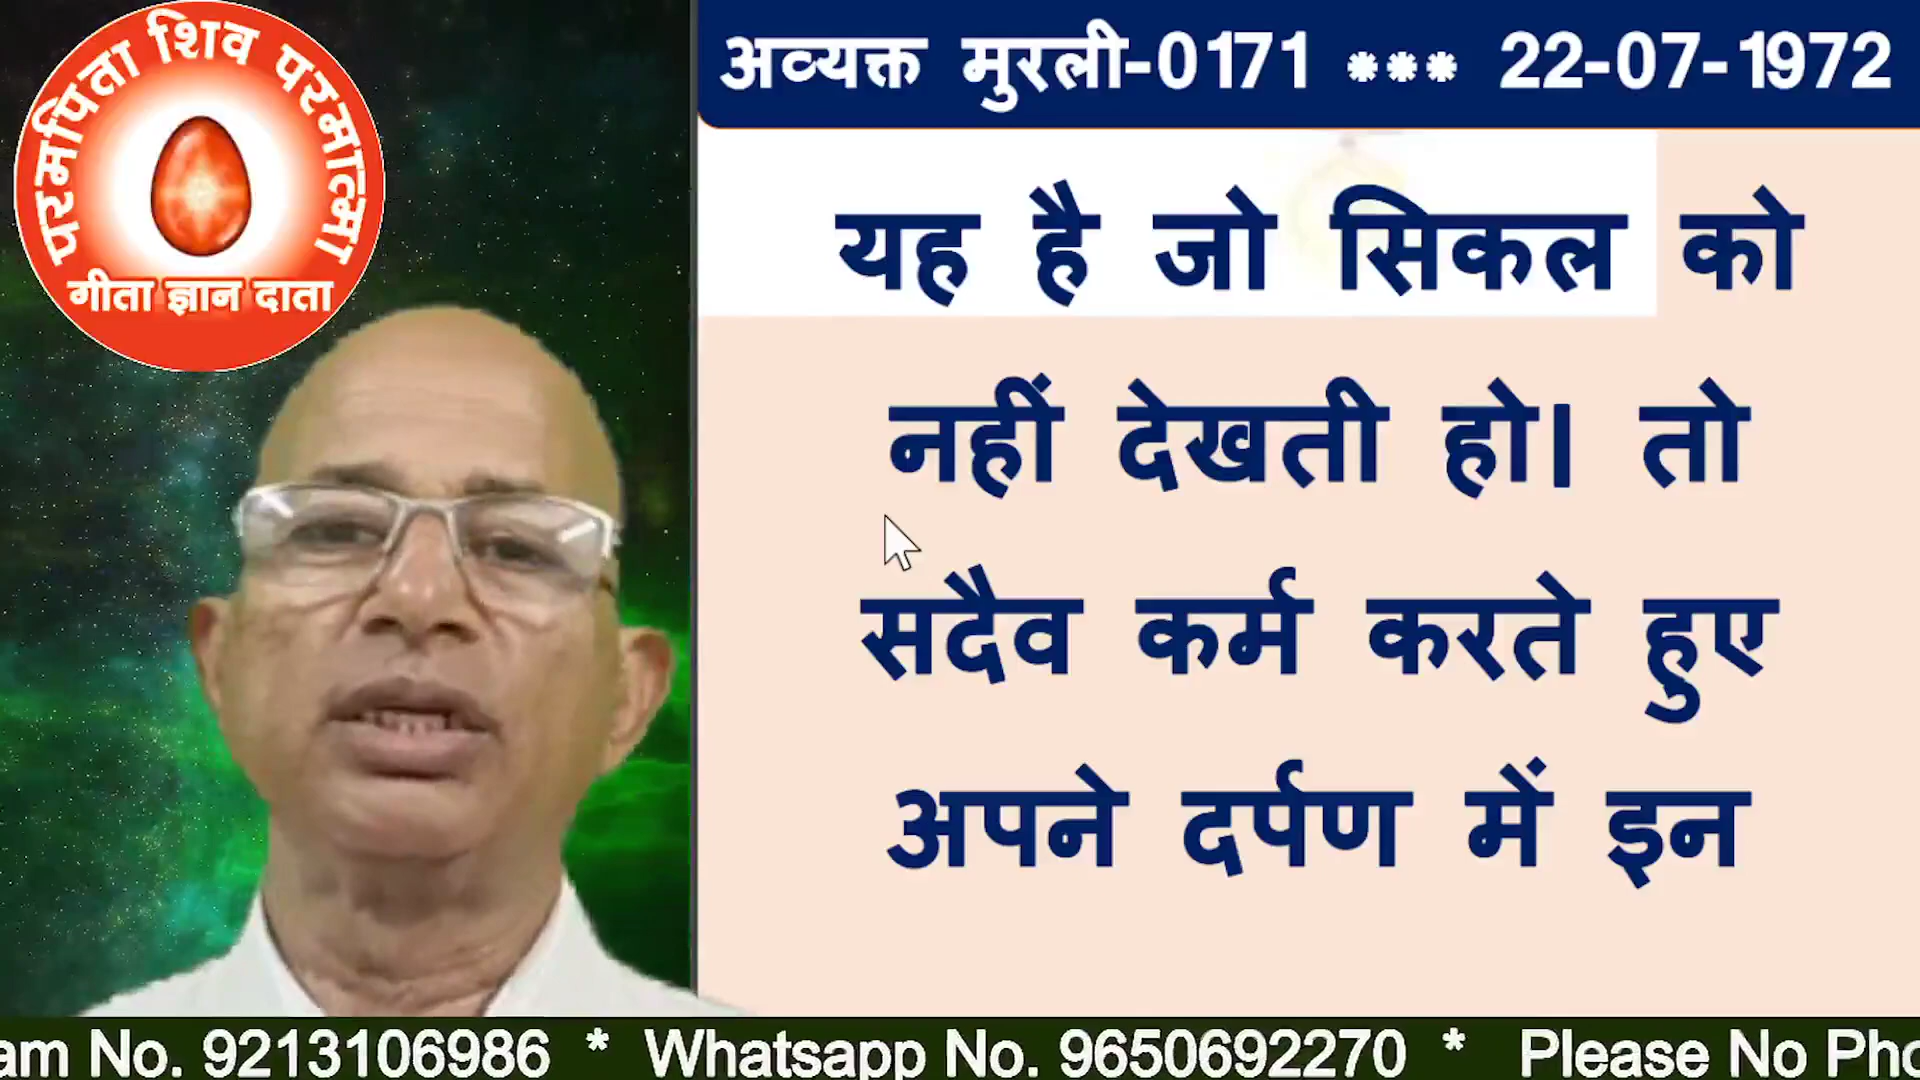 परमपिता शिव परमात्मा
गीता ज्ञान दाता
अव्यक्त मुरली-0171 *** 22-07-1972
यह है जो सिकल को
नहीं देखती हो। तो
सदैव कर्म करते हुए
अपने दर्पण में इन
am No. 9213106986 * Whatsapp No. 9650692270 * Please No Pho